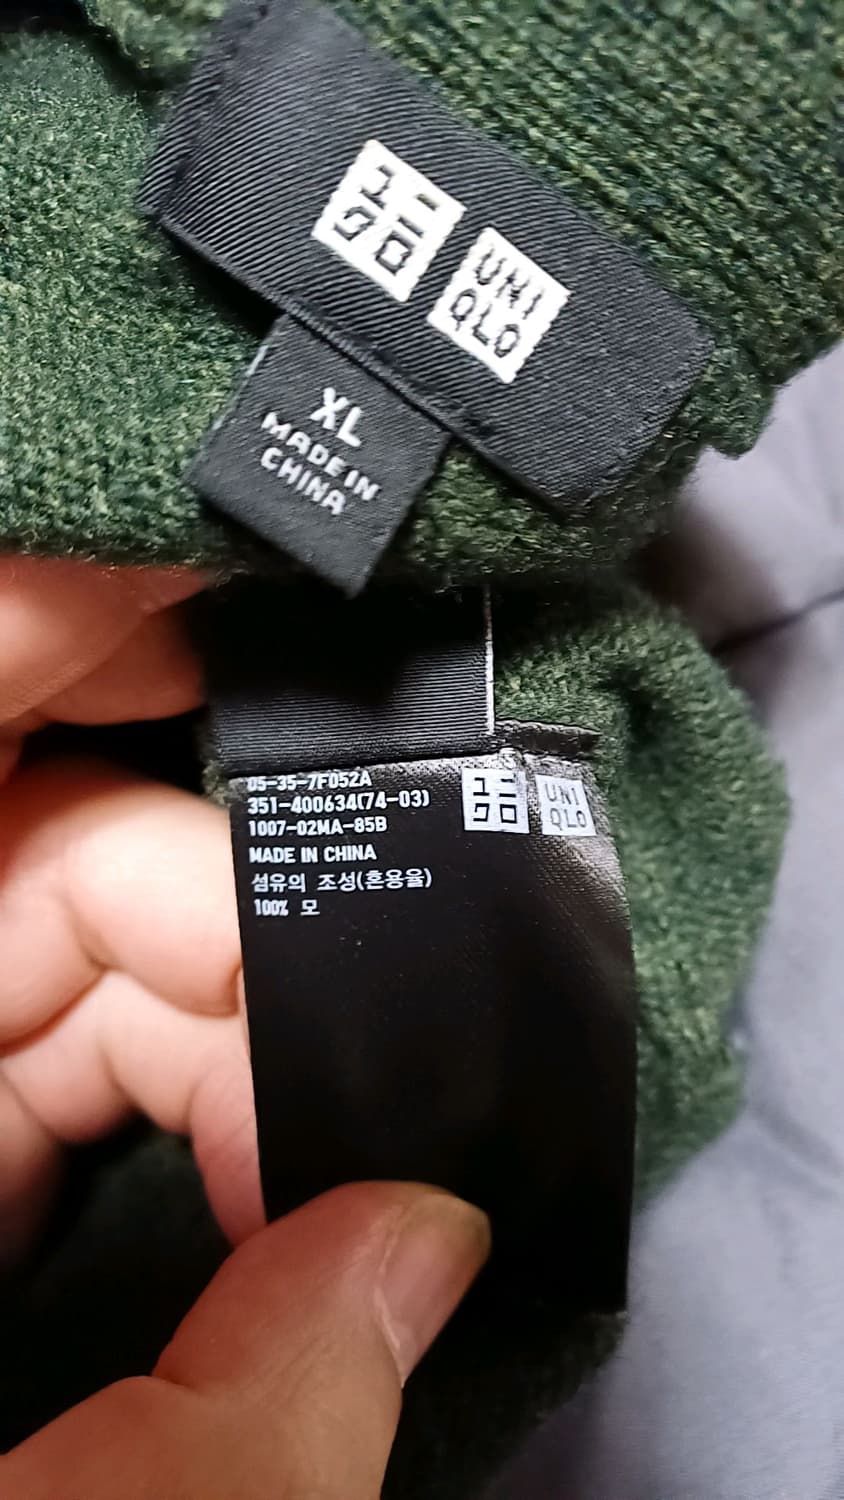 ユニ
クロ
UNI
QLO
XL
MADE IN
CHINA
05-35-7F052A
351-400634(74-03)
1007-02MA-85B
MADE IN CHINA
섬유의 조성(혼용율)
100% 모
ユニ
クロ
UNI
QLO